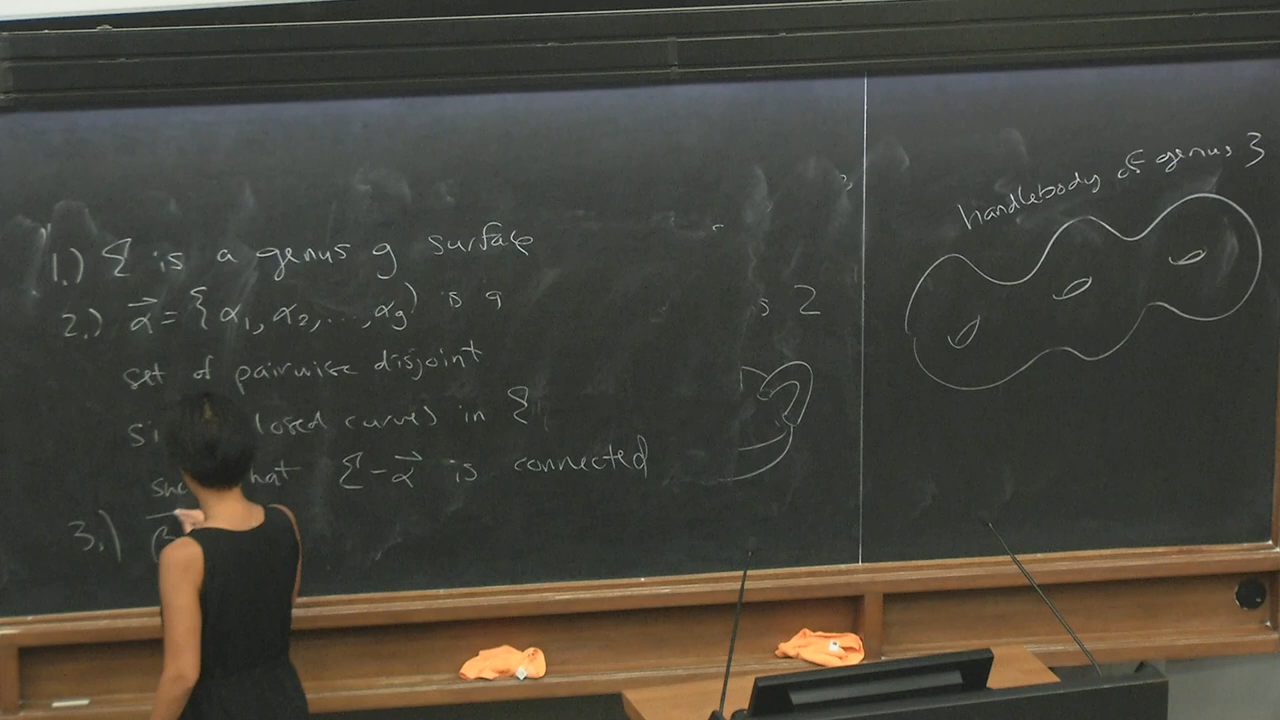 1.) Σ is a genus g surface
2.) α⃗ = {α₁, α₂, ..., αg} is a
set of pairwise disjoint
closed curves in Σ
such that Σ - α⃗ is connected
3.) β
s 2
handlebody of genus 3